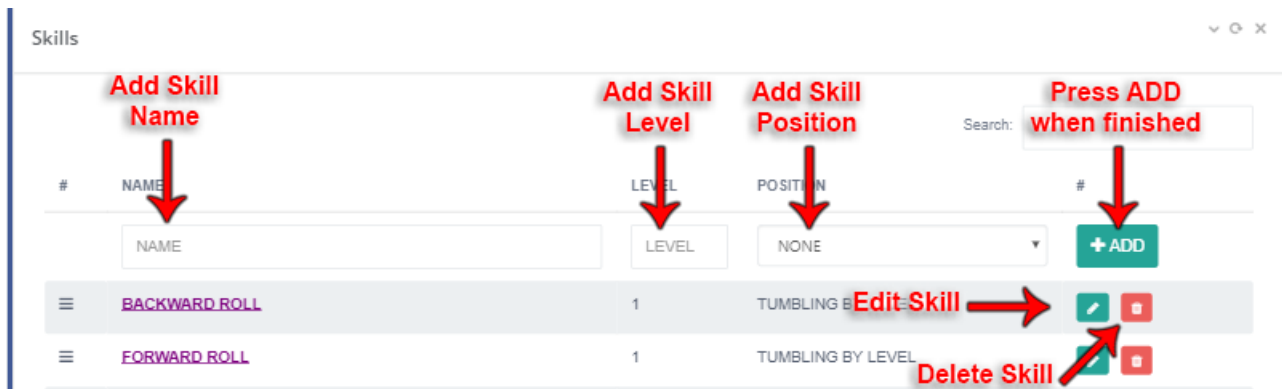 Skills
Add Skill
Name
Add Skill
Level
Add Skill
Position
Press ADD
when finished
Search:
# NAME LEVEL POSITION #
NAME LEVEL NONE + ADD
BACKWARD ROLL 1 TUMBLING Edit Skill
FORWARD ROLL 1 TUMBLING BY LEVEL
Delete Skill